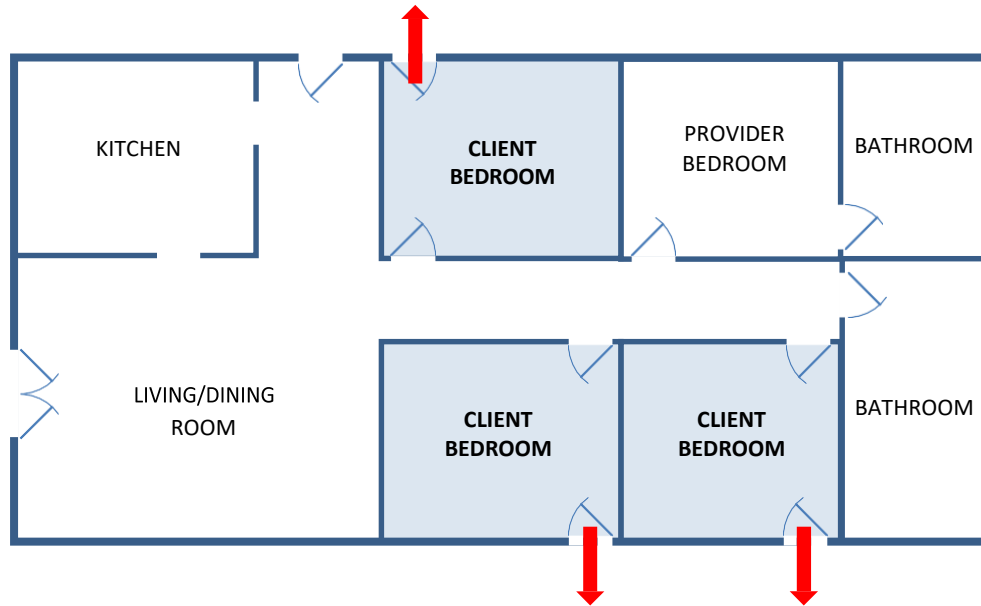 KITCHEN
CLIENT
BEDROOM
PROVIDER
BEDROOM
BATHROOM
LIVING/DINING
ROOM
CLIENT
BEDROOM
CLIENT
BEDROOM
BATHROOM